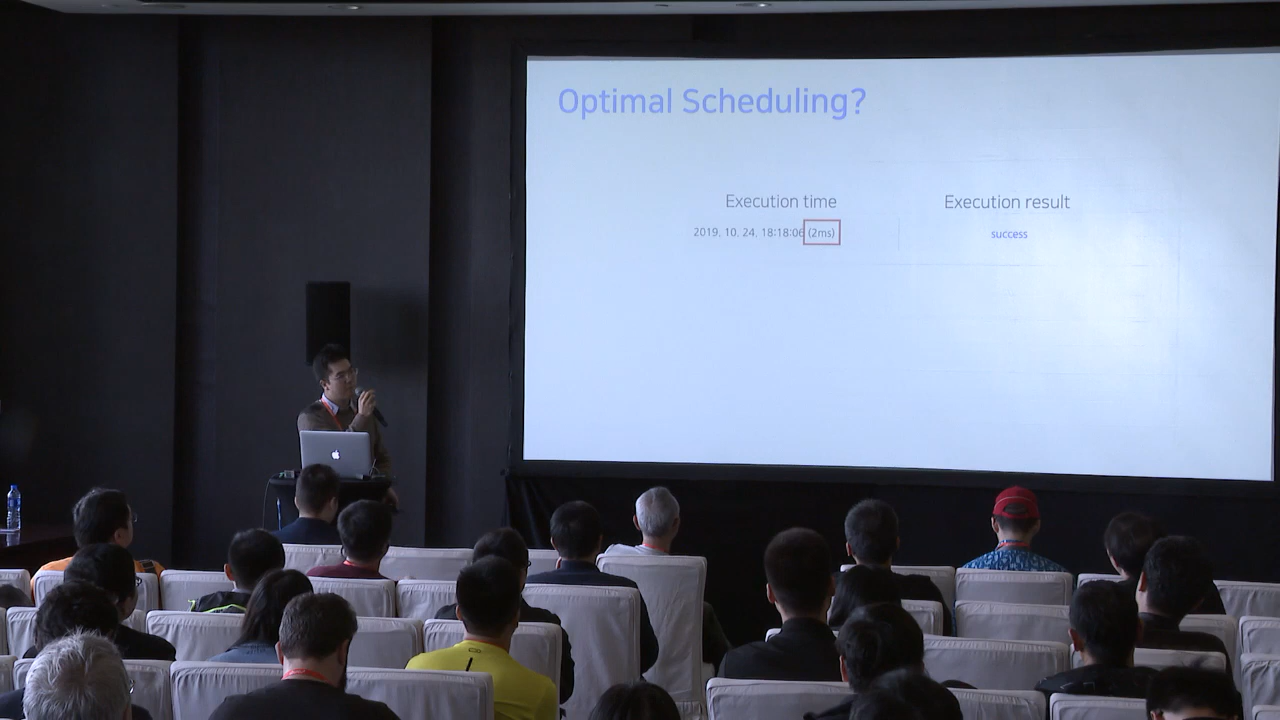 Optimal Scheduling?
Execution time
Execution result
2019. 10. 24. 18:18:06 (2ms)
success